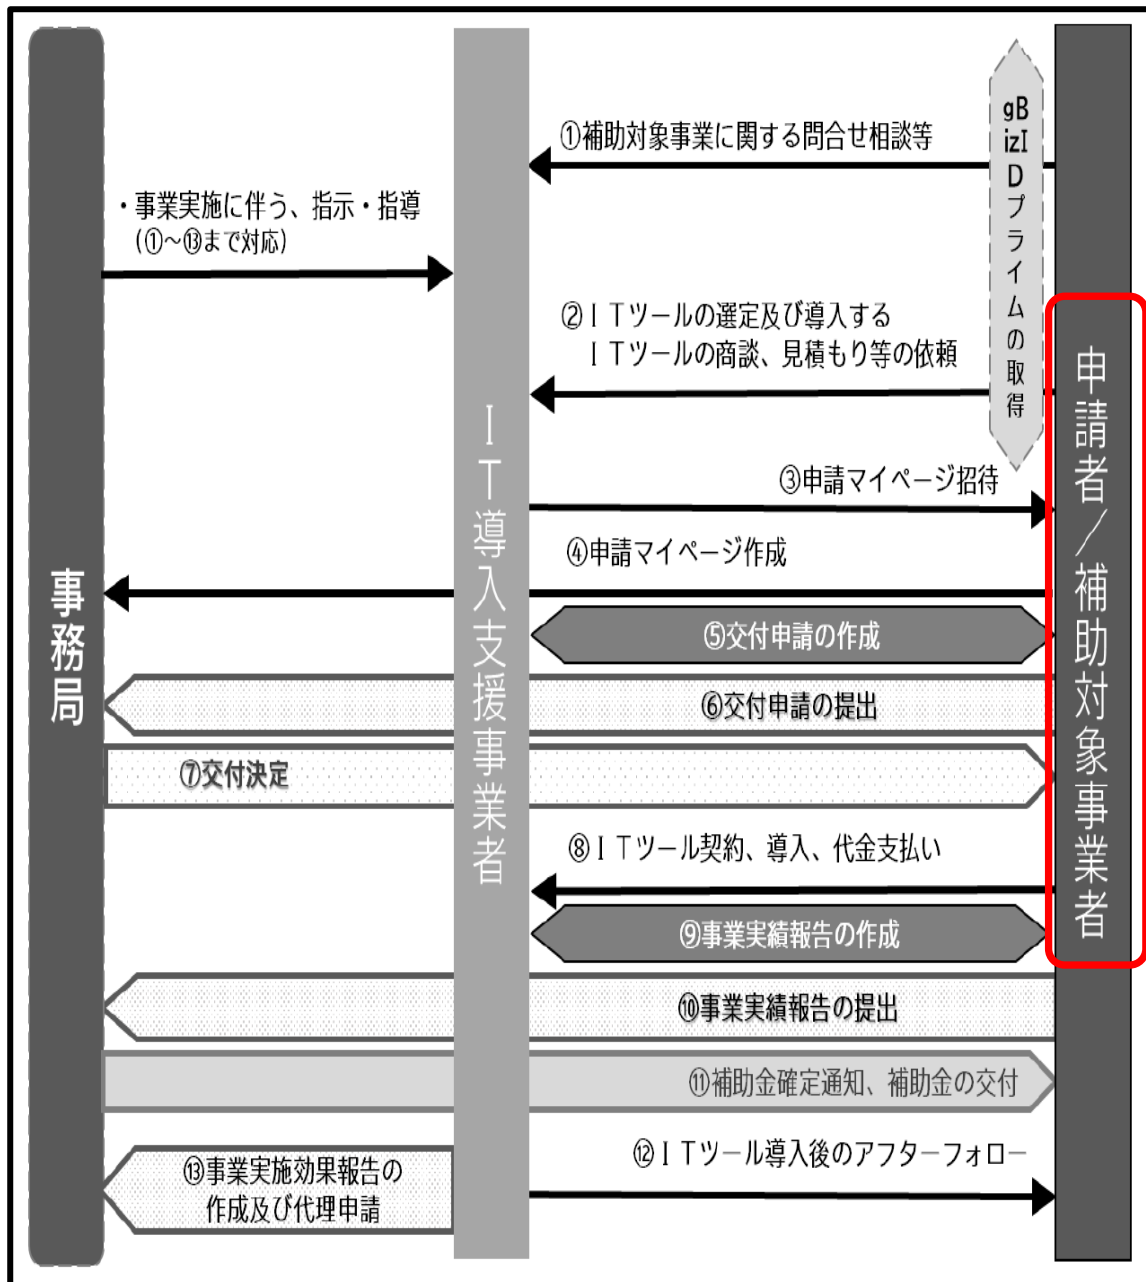 gB
izI
Dプライムの取得
①補助対象事業に関する問合せ相談等
・事業実施に伴う、指示・指導
(①～⑬まで対応)
②ＩＴツールの選定及び導入する
ＩＴツールの商談、見積もり等の依頼
③申請マイページ招待
④申請マイページ作成
事務局
ＩＴ導入支援事業者
申請者／補助対象事業者
⑤交付申請の作成
⑥交付申請の提出
⑦交付決定
⑧ＩＴツール契約、導入、代金支払い
⑨事業実績報告の作成
⑩事業実績報告の提出
⑪補助金確定通知、補助金の交付
⑫ＩＴツール導入後のアフターフォロー
⑬事業実施効果報告の
作成及び代理申請